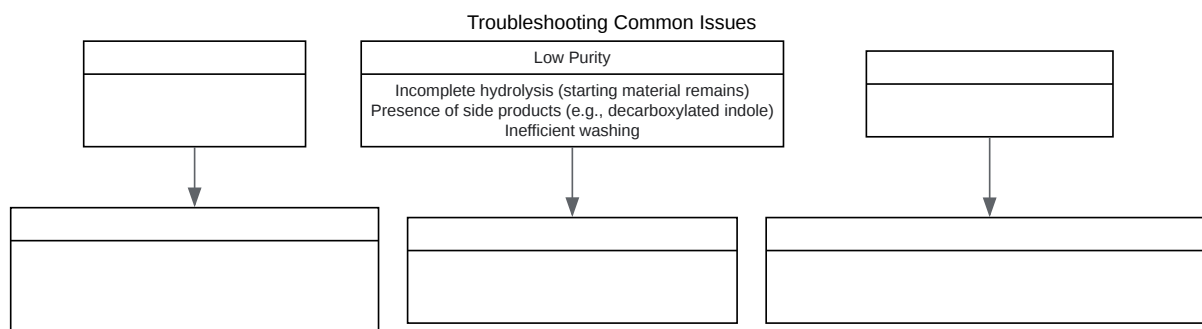 Troubleshooting Common Issues
Low Purity
Incomplete hydrolysis (starting material remains)
Presence of side products (e.g., decarboxylated indole)
Inefficient washing